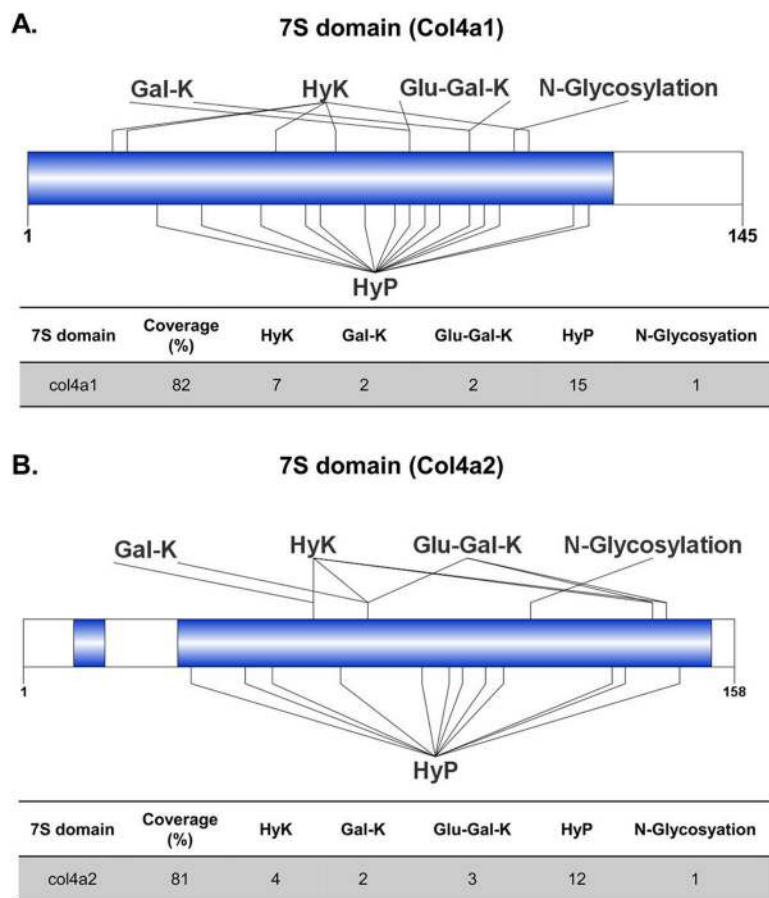 A.
7S domain (Col4a1)
Gal-K HyK Glu-Gal-K N-Glycosylation
1 145
HyP
7S domain Coverage (%) HyK Gal-K Glu-Gal-K HyP N-Glycosyation
col4a1 82 7 2 2 15 1
B.
7S domain (Col4a2)
Gal-K HyK Glu-Gal-K N-Glycosylation
1 158
HyP
7S domain Coverage (%) HyK Gal-K Glu-Gal-K HyP N-Glycosyation
col4a2 81 4 2 3 12 1